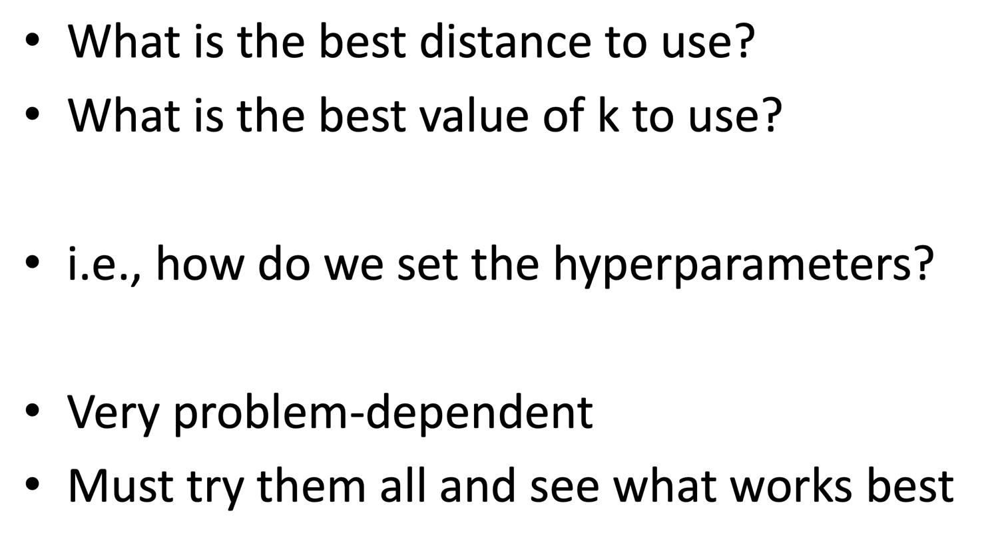 • What is the best distance to use?
• What is the best value of k to use?
• i.e., how do we set the hyperparameters?
• Very problem-dependent
• Must try them all and see what works best